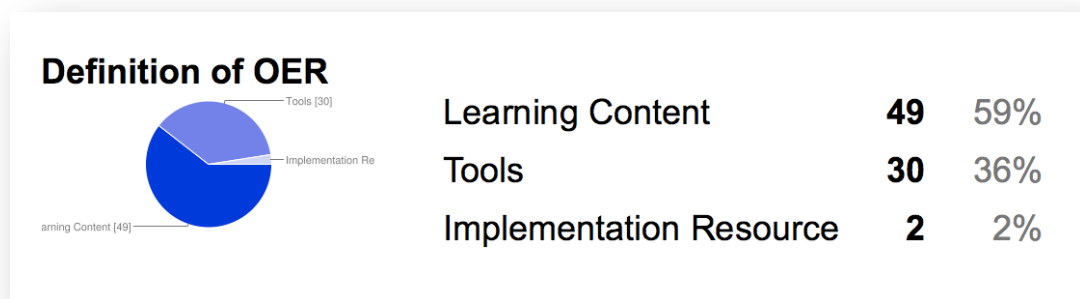 Definition of OER
Tools [30]
Implementation Re
arning Content [49]
Learning Content 49 59%
Tools 30 36%
Implementation Resource 2 2%